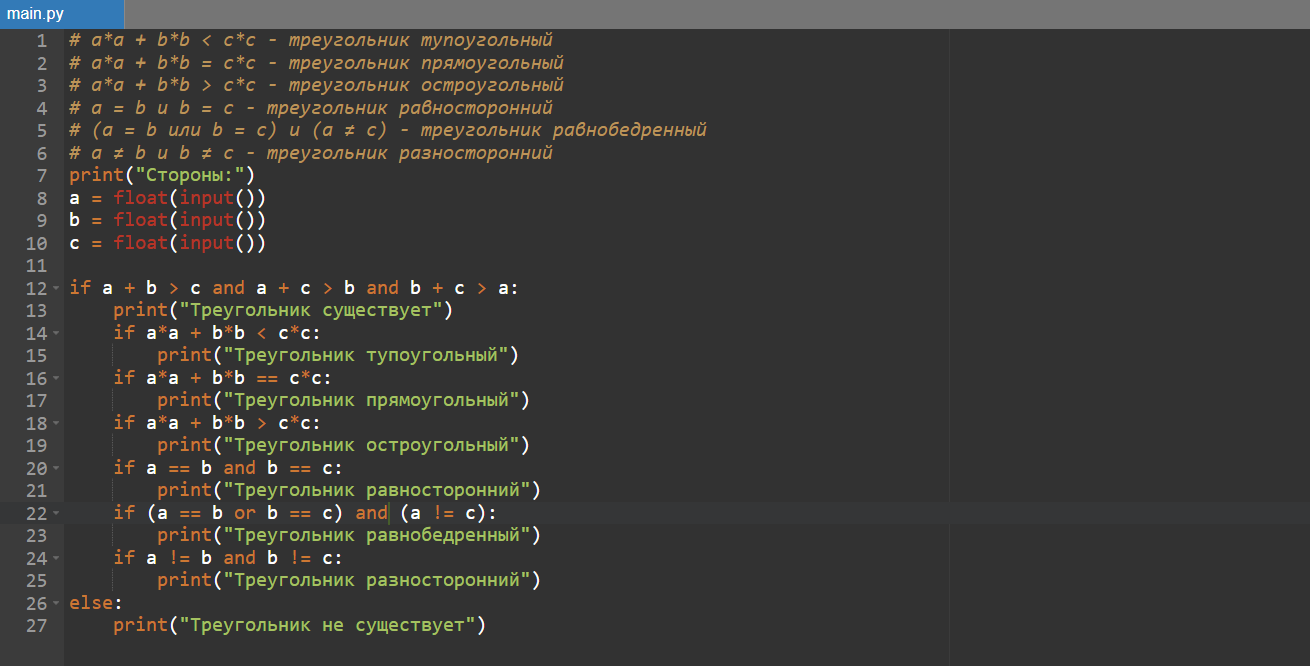 main.py
1 # a*a + b*b < c*c - треугольник тупоугольный
2 # a*a + b*b = c*c - треугольник прямоугольный
3 # a*a + b*b > c*c - треугольник остроугольный
4 # a = b и b = c - треугольник равносторонний
5 # (a = b или b = c) и (a ≠ c) - треугольник равнобедренный
6 # a ≠ b и b ≠ c - треугольник разносторонний
7 print("Стороны:")
8 a = float(input())
9 b = float(input())
10 c = float(input())
11
12 if a + b > c and a + c > b and b + c > a:
13     print("Треугольник существует")
14     if a*a + b*b < c*c:
15         print("Треугольник тупоугольный")
16     if a*a + b*b == c*c:
17         print("Треугольник прямоугольный")
18     if a*a + b*b > c*c:
19         print("Треугольник остроугольный")
20     if a == b and b == c:
21         print("Треугольник равносторонний")
22     if (a == b or b == c) and (a != c):
23         print("Треугольник равнобедренный")
24     if a != b and b != c:
25         print("Треугольник разносторонний")
26 else:
27     print("Треугольник не существует")